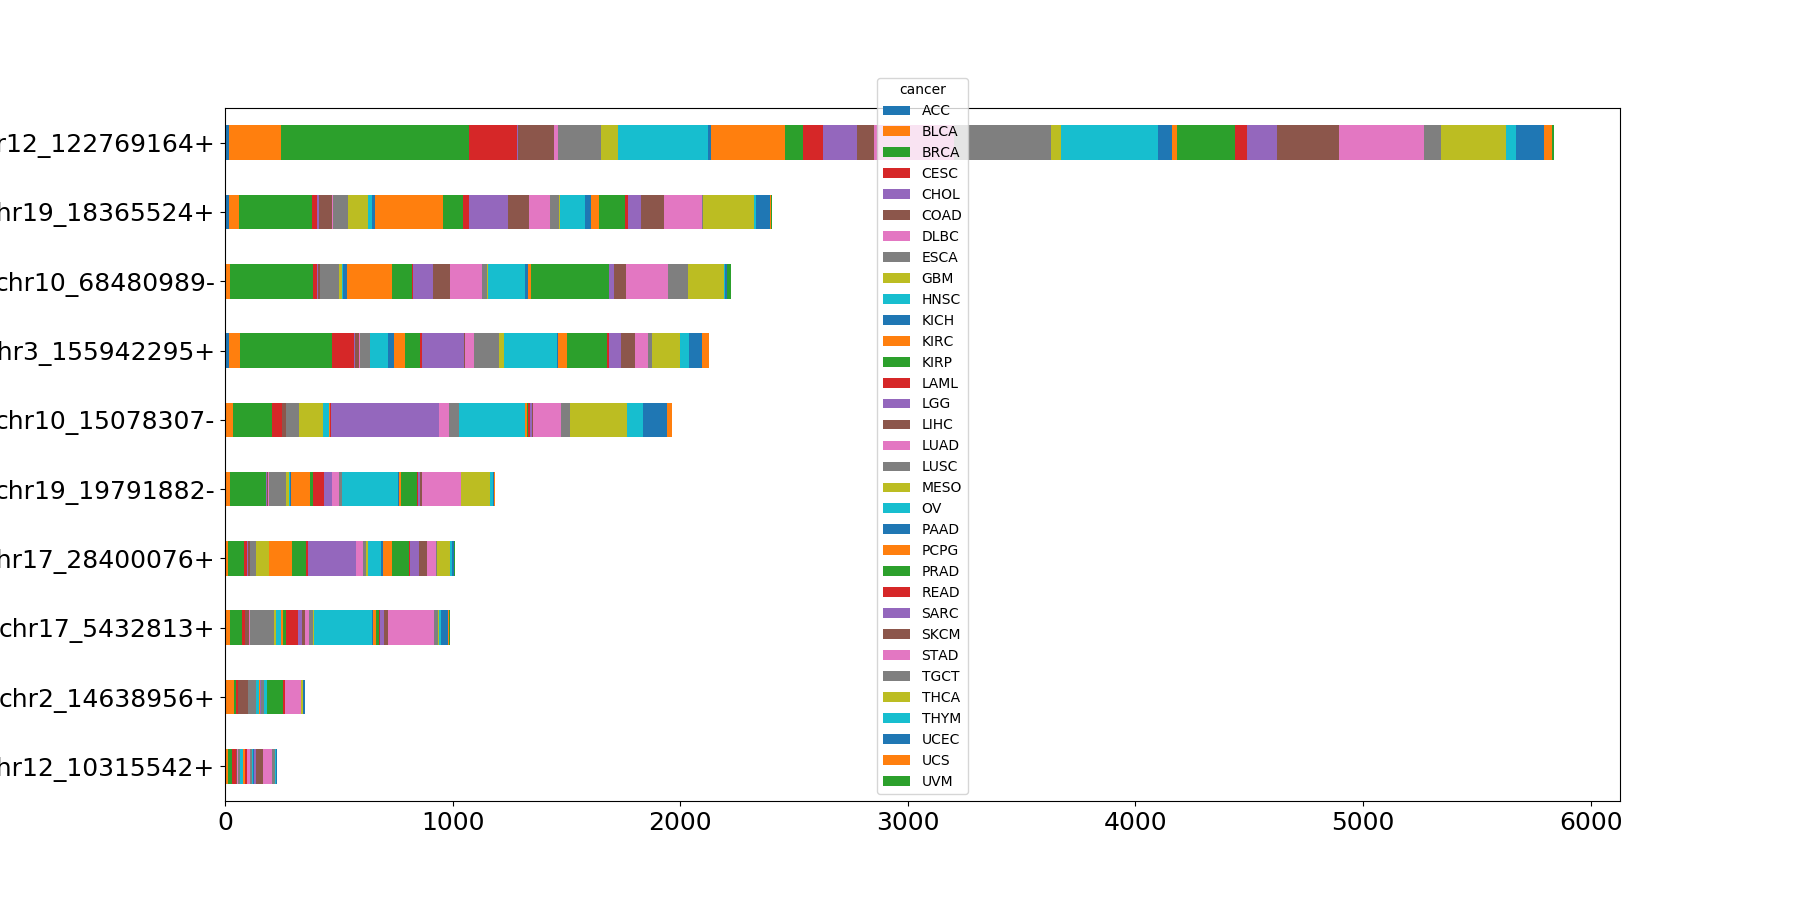 cancer
ACC
BLCA
BRCA
CESC
CHOL
COAD
DLBC
ESCA
GBM
HNSC
KICH
KIRC
KIRP
LAML
LGG
LIHC
LUAD
LUSC
MESO
OV
PAAD
PCPG
PRAD
READ
SARC
SKCM
STAD
TGCT
THCA
THYM
UCEC
UCS
UVM
r12_122769164+
hr19_18365524+
chr10_68480989-
hr3_155942295+
chr10_15078307-
chr19_19791882-
hr17_28400076+
chr17_5432813+
chr2_14638956+
hr12_10315542+
0 1000 2000 3000 4000 5000 6000